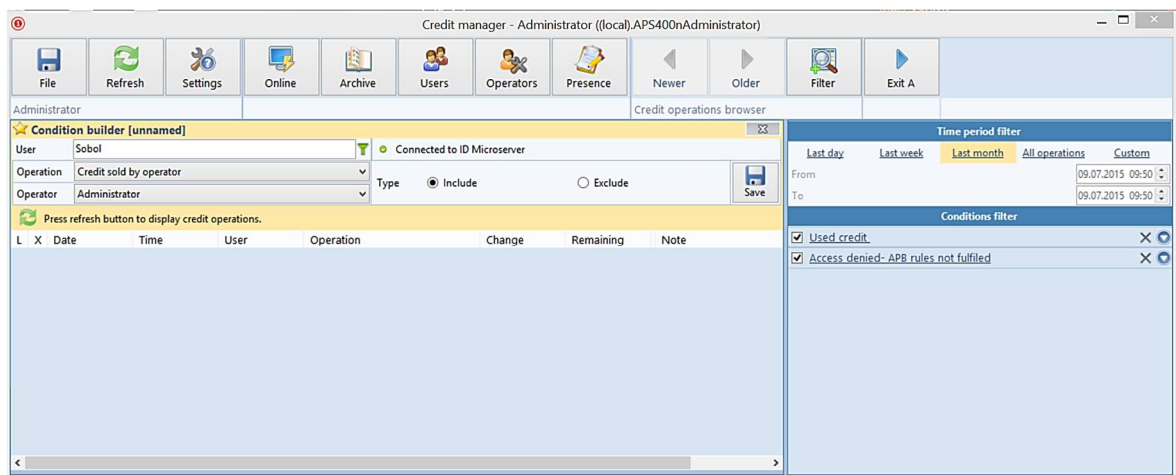 Credit manager - Administrator ((local).APS400nAdministrator)
File Refresh Settings Online Archive Users Operators Presence Newer Older Filter Exit A
Administrator Credit operations browser
Condition builder [unnamed]
User Sobol Connected to ID Microserver
Operation Credit sold by operator
Type Include Exclude Save
Operator Administrator
Press refresh button to display credit operations.
L X Date Time User Operation Change Remaining Note
Time period filter
Last day Last week Last month All operations Custom
From 09.07.2015 09:50
To 09.07.2015 09:50
Conditions filter
Used credit
Access denied- APB rules not fulfiled